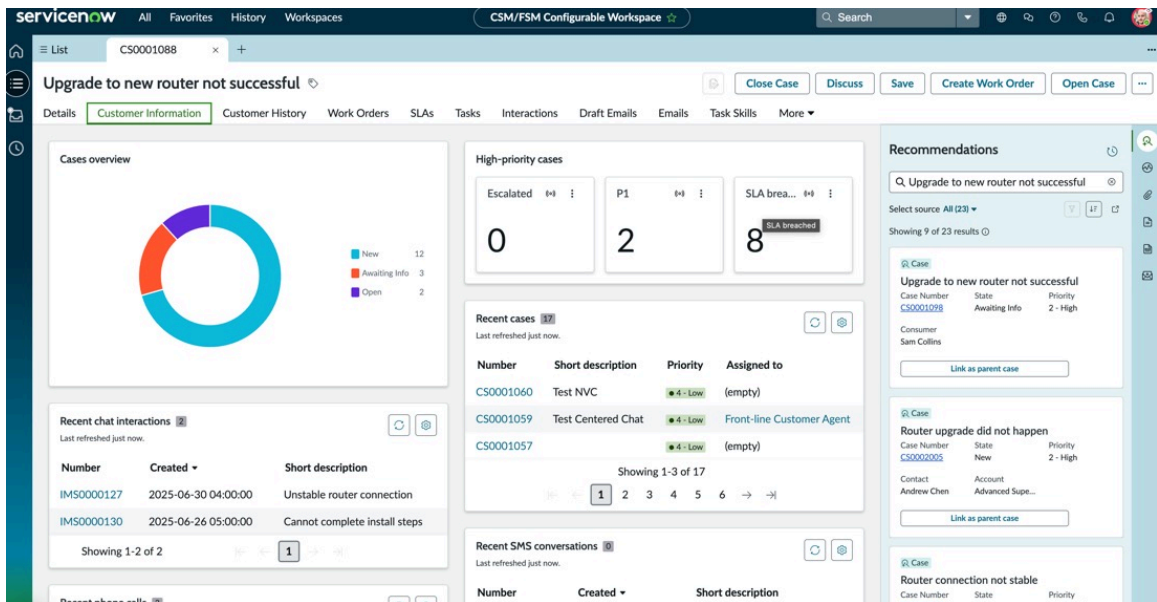 servicenow All Favorites History Workspaces CSM/FSM Configurable Workspace Search
List CS0001088 × +
Upgrade to new router not successful Close Case Discuss Save Create Work Order Open Case
Details Customer Information Customer History Work Orders SLAs Tasks Interactions Draft Emails Emails Task Skills More
Cases overview
New 12
Awaiting Info 3
Open 2
High-priority cases
Escalated P1 SLA brea...
SLA breached
0 2 8
Recent cases 17
Last refreshed just now.
Number Short description Priority Assigned to
CS0001060 Test NVC 4 - Low (empty)
CS0001059 Test Centered Chat 4 - Low Front-line Customer Agent
CS0001057 4 - Low (empty)
Showing 1-3 of 17
1 2 3 4 5 6
Recent chat interactions 2
Last refreshed just now.
Number Created Short description
IMS0000127 2025-06-30 04:00:00 Unstable router connection
IMS0000130 2025-06-26 05:00:00 Cannot complete install steps
Showing 1-2 of 2 1
Recent SMS conversations 0
Last refreshed just now.
Number Created Short description
Recommendations
Upgrade to new router not successful
Select source All (23)
Showing 9 of 23 results
Case
Upgrade to new router not successful
Case Number State Priority
CS0001098 Awaiting Info 2 - High
Consumer
Sam Collins
Link as parent case
Case
Router upgrade did not happen
Case Number State Priority
CS0002005 New 2 - High
Contact Account
Andrew Chen Advanced Supe...
Link as parent case
Case
Router connection not stable
Case Number State Priority